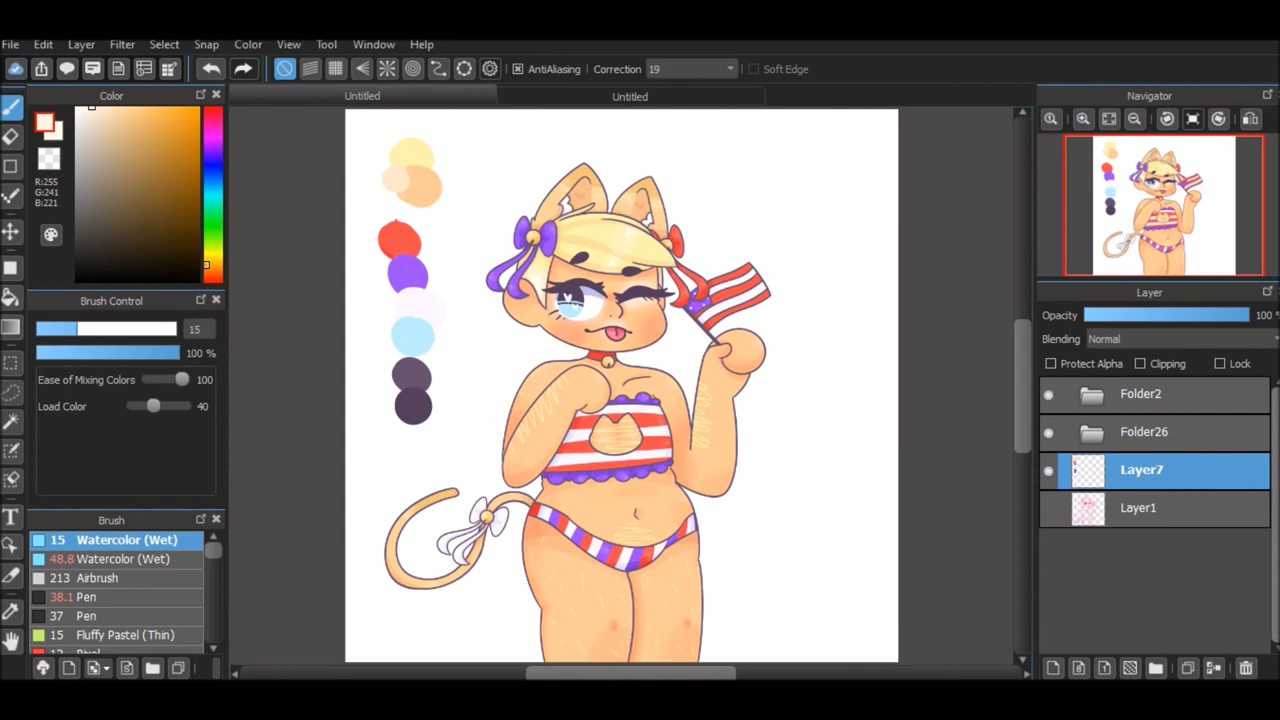 File Edit Layer Filter Select Snap Color View Tool Window Help
AntiAliasing Correction 19 Soft Edge
Color
Untitled
Untitled
Navigator
R:255
G:241
B:221
Brush Control
15
100 %
Ease of Mixing Colors 100
Load Color 40
Brush
15 Watercolor (Wet)
48.8 Watercolor (Wet)
213 Airbrush
38.1 Pen
37 Pen
15 Fluffy Pastel (Thin)
Layer
Opacity 100 %
Blending Normal
Protect Alpha Clipping Lock
Folder2
Folder26
Layer7
Layer1